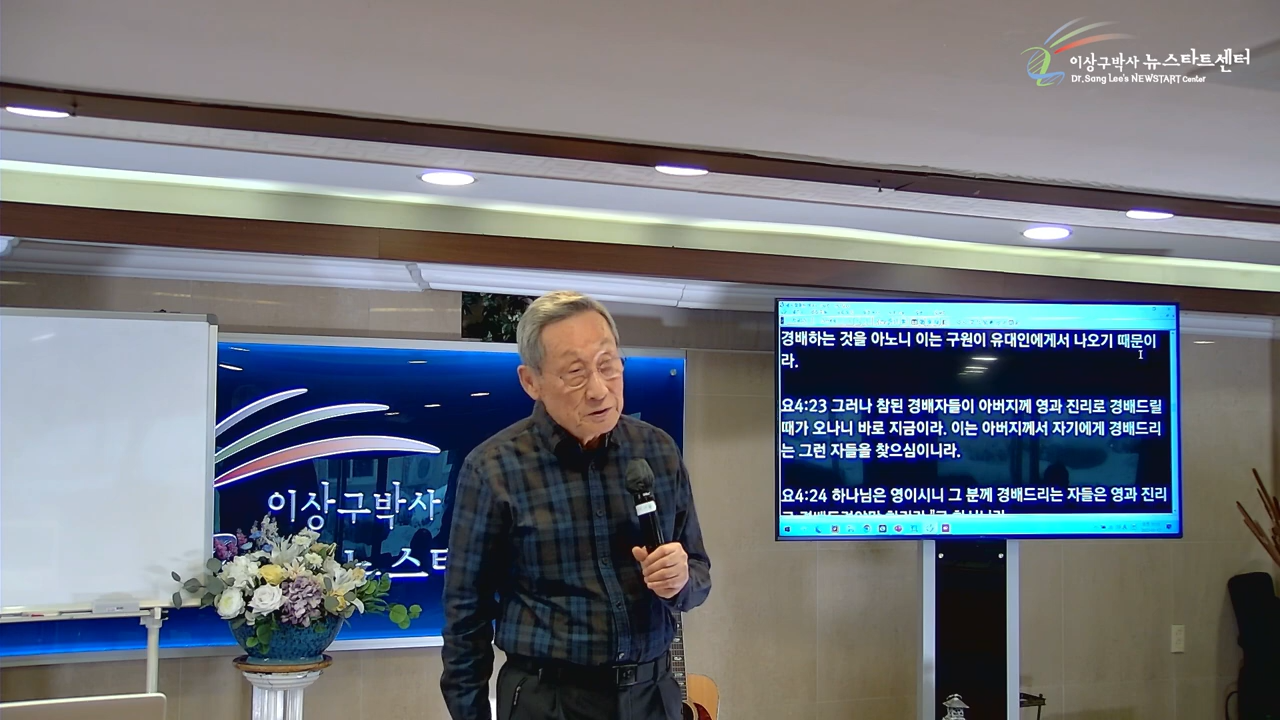 이상구박사 뉴스타트센터
Dr.Sang Lee's NEWSTART Center
경배하는 것을 아노니 이는 구원이 유대인에게서 나오기 때문이
라.
요4:23 그러나 참된 경배자들이 아버지께 영과 진리로 경배드릴
때가 오나니 바로 지금이라. 이는 아버지께서 자기에게 경배드리
는 그런 자들을 찾으심이니라.
요4:24 하나님은 영이시니 그 분께 경배드리는 자들은 영과 진리
이상구박사
뉴스타